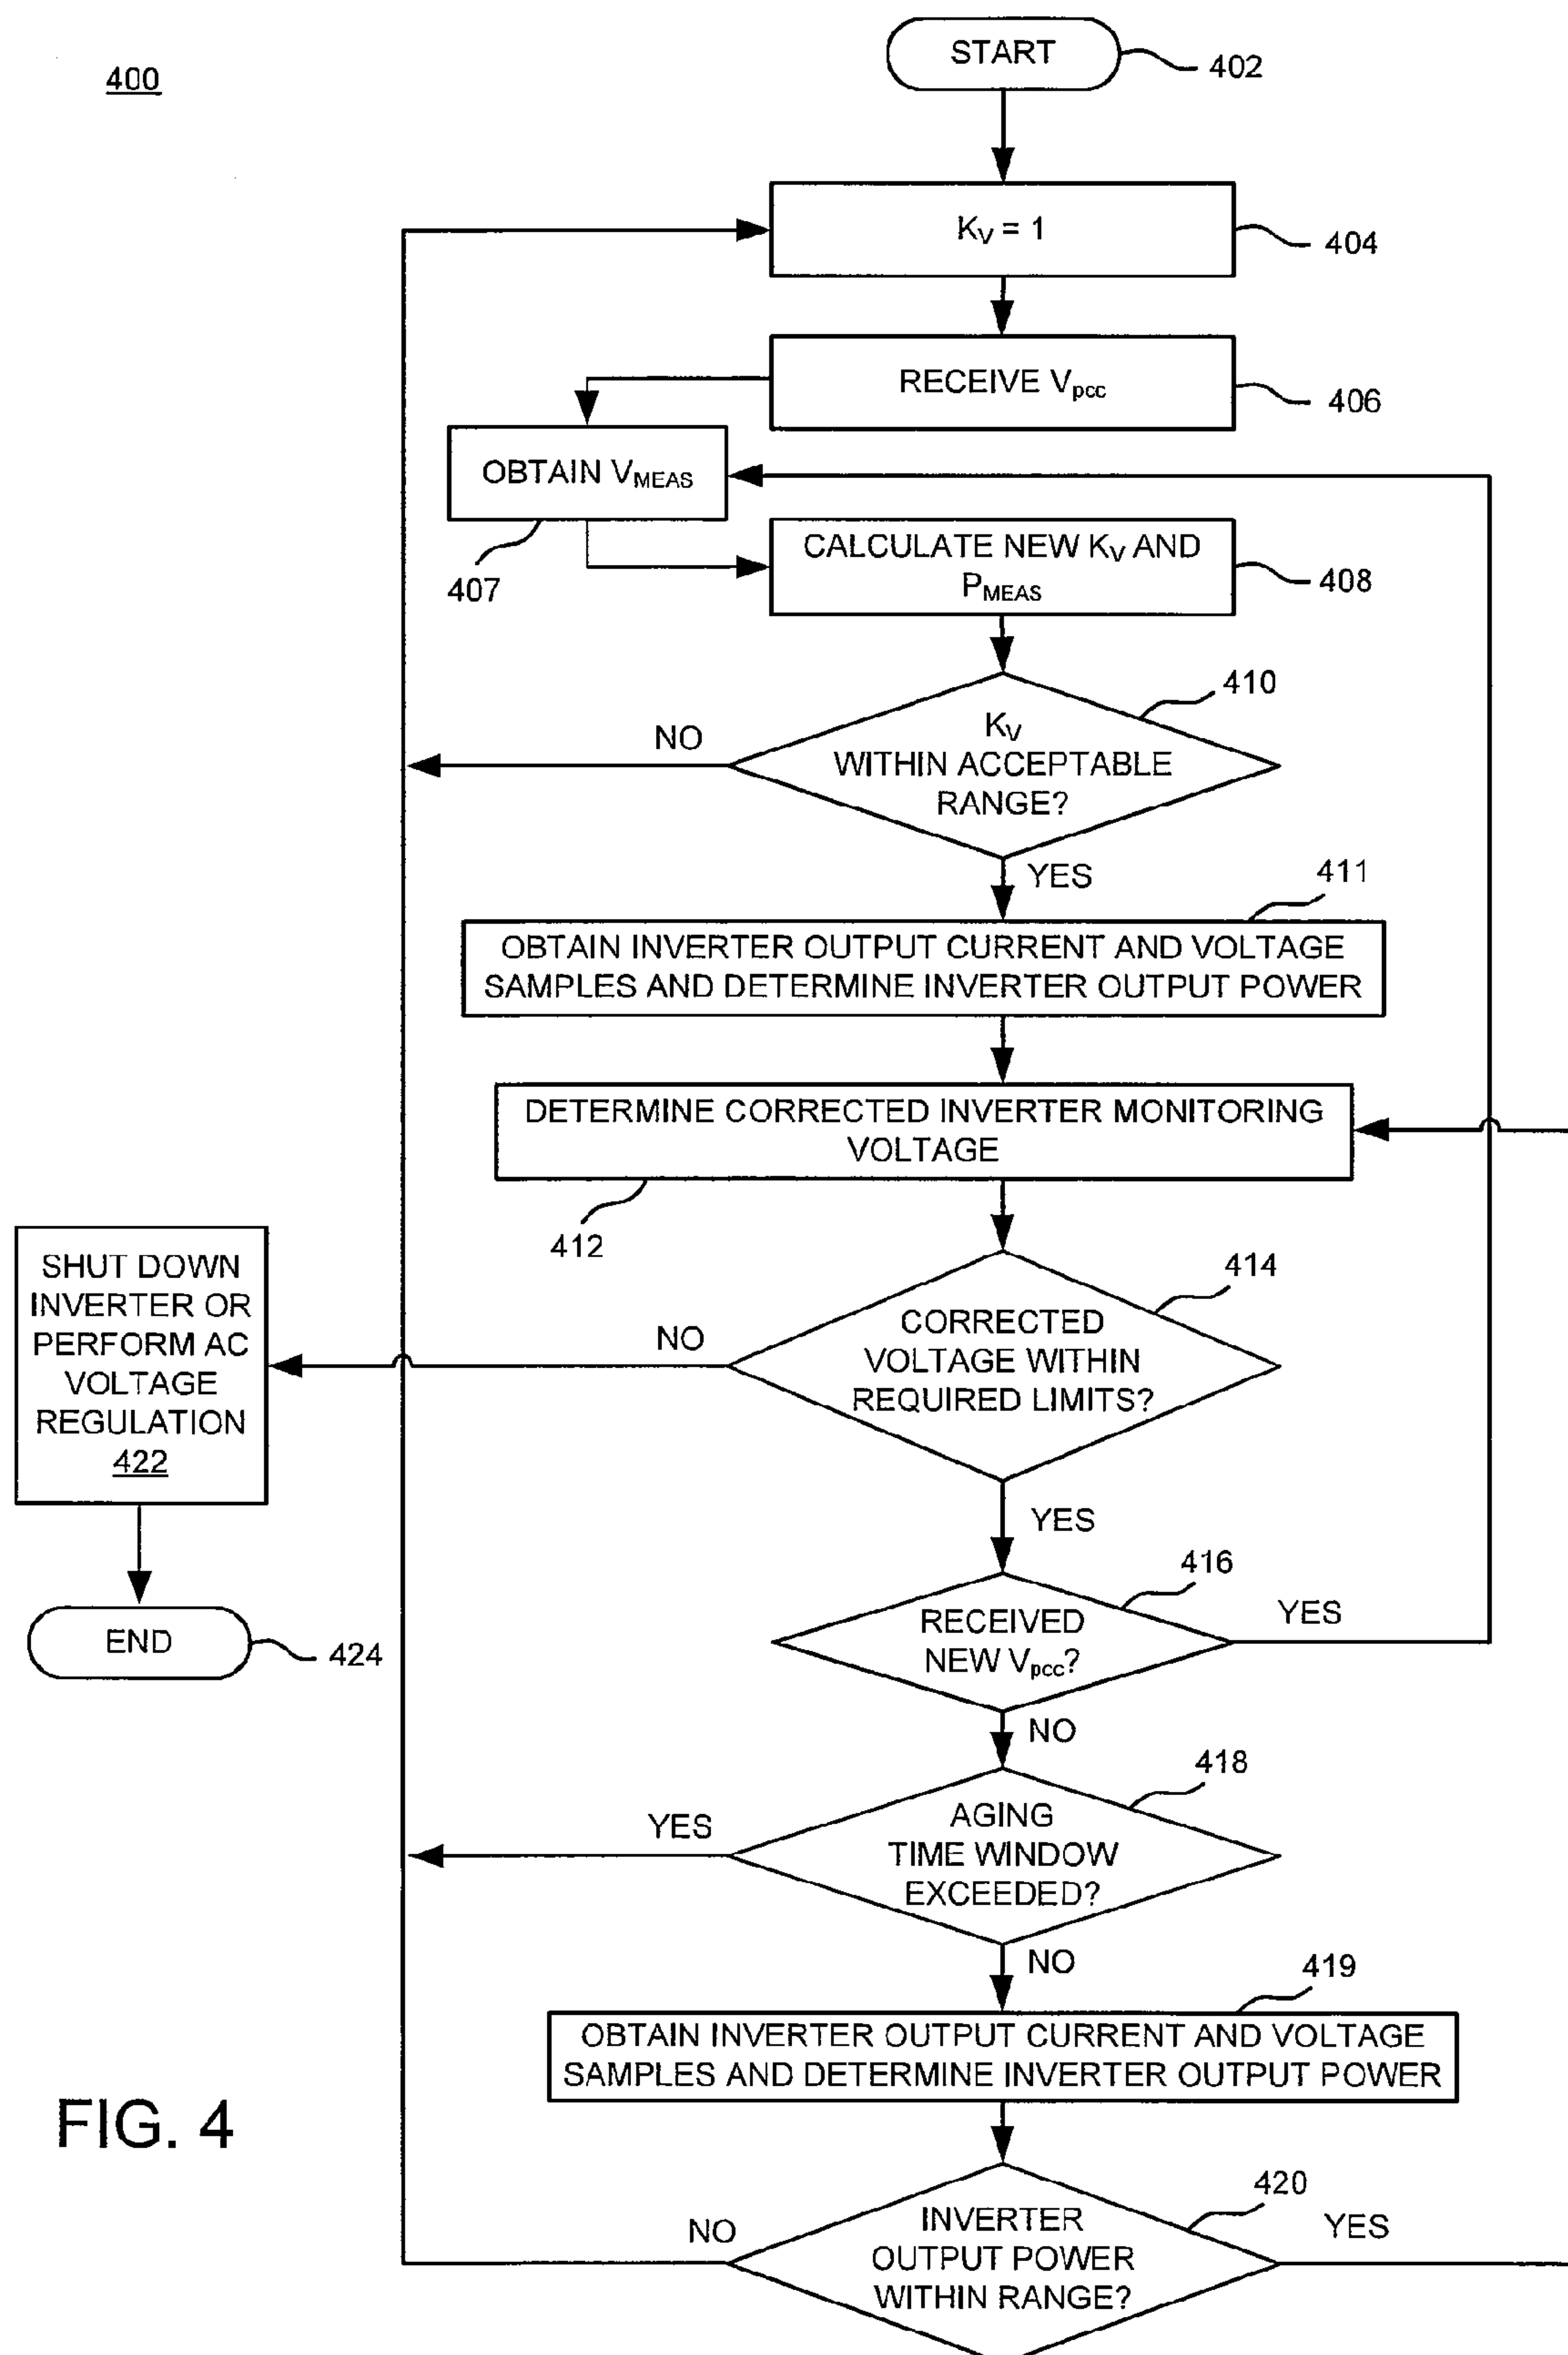 400
START
402
KV = 1
404
RECEIVE Vpcc
406
OBTAIN VMEAS
407
CALCULATE NEW KV AND
PMEAS
408
410
KV
WITHIN ACCEPTABLE
RANGE?
NO
YES
411
OBTAIN INVERTER OUTPUT CURRENT AND VOLTAGE
SAMPLES AND DETERMINE INVERTER OUTPUT POWER
DETERMINE CORRECTED INVERTER MONITORING
VOLTAGE
412
414
CORRECTED
VOLTAGE WITHIN
REQUIRED LIMITS?
NO
YES
SHUT DOWN
INVERTER OR
PERFORM AC
VOLTAGE
REGULATION
422
END
424
416
RECEIVED
NEW Vpcc?
YES
NO
418
AGING
TIME WINDOW
EXCEEDED?
YES
NO
419
OBTAIN INVERTER OUTPUT CURRENT AND VOLTAGE
SAMPLES AND DETERMINE INVERTER OUTPUT POWER
420
INVERTER
OUTPUT POWER
WITHIN RANGE?
NO
YES
FIG. 4